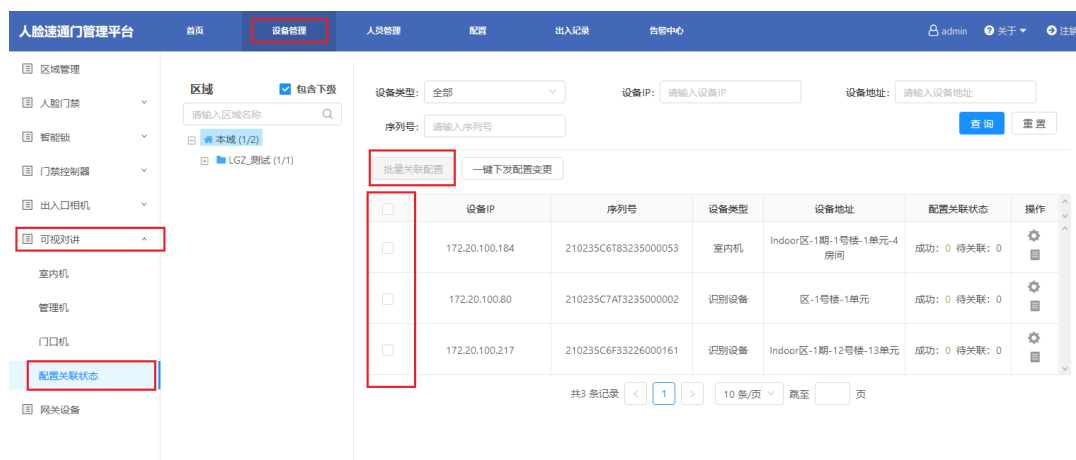 人脸速通门管理平台 首页 设备管理 人员管理 配置 出入记录 告警中心 admin 关于 注销
区域管理
人脸门禁
智能锁
门禁控制器
出入口相机
可视对讲
室内机
管理机
门口机
配置关联状态
网关设备
区域 包含下级
请输入区域名称
本域 (1/2)
LGZ_测试 (1/1)
设备类型: 全部 设备IP: 请输入设备IP 设备地址: 请输入设备地址
序列号: 请输入序列号 查询 重置
批量关联配置 一键下发配置变更
设备IP 序列号 设备类型 设备地址 配置关联状态 操作
172.20.100.184 210235C6T83235000053 室内机 Indoor区-1期-1号楼-1单元-4房间 成功: 0 待关联: 0
172.20.100.80 210235C7AT3235000002 识别设备 区-1号楼-1单元 成功: 0 待关联: 0
172.20.100.217 210235C6F33226000161 识别设备 Indoor区-1期-12号楼-13单元 成功: 0 待关联: 0
共3 条记录 < 1 > 10 条/页 跳至 页